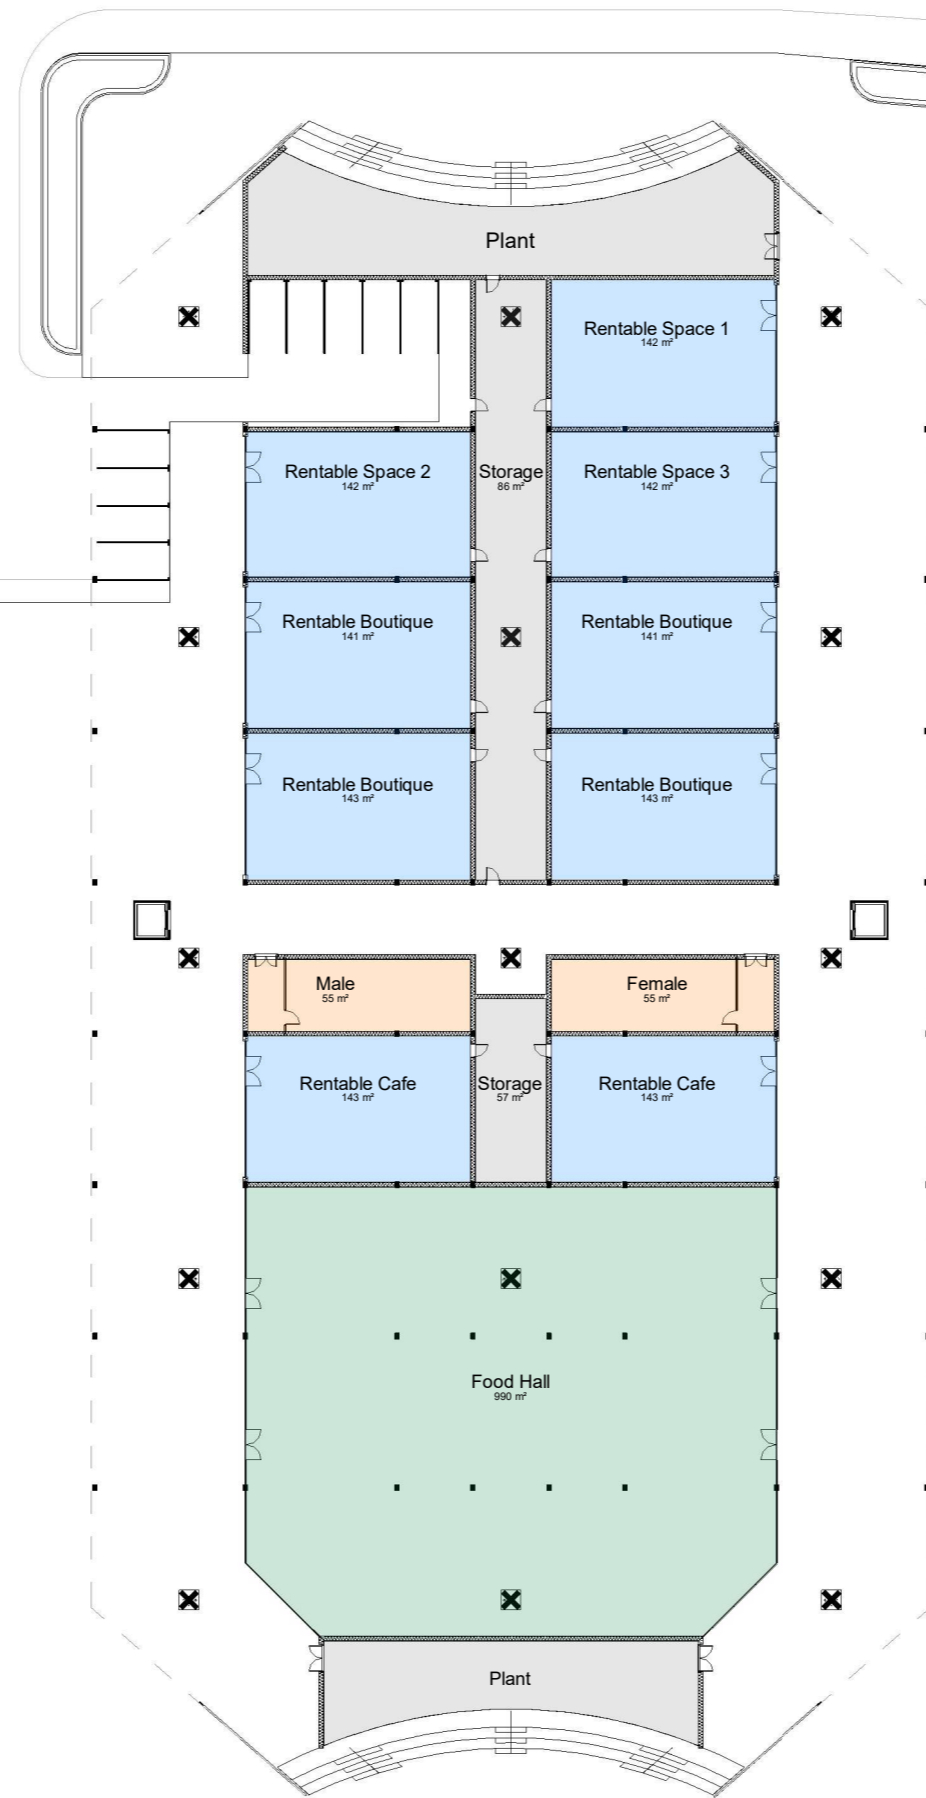 Plant
Rentable Space 1
142 m²
Rentable Space 2
142 m²
Storage
86 m²
Rentable Space 3
142 m²
Rentable Boutique
141 m²
Rentable Boutique
141 m²
Rentable Boutique
143 m²
Rentable Boutique
143 m²
Male
55 m²
Female
55 m²
Rentable Cafe
143 m²
Storage
57 m²
Rentable Cafe
143 m²
Food Hall
990 m²
Plant